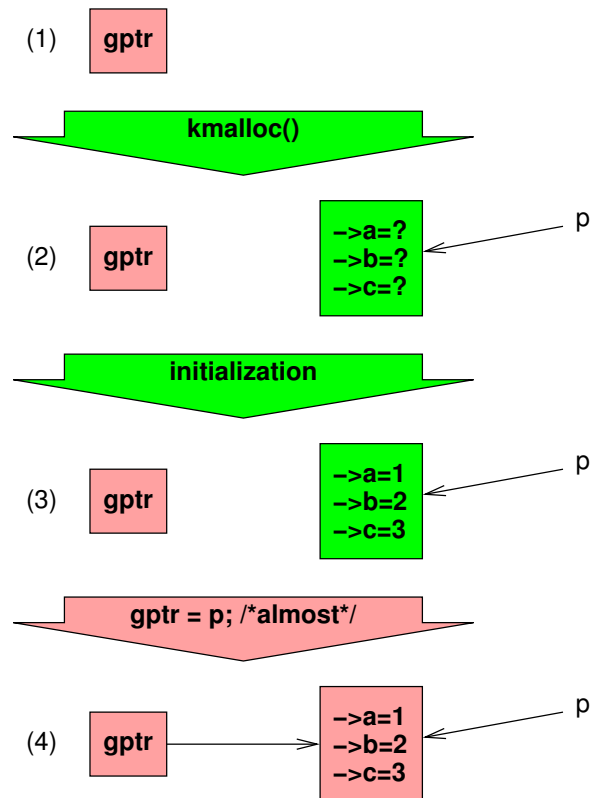 (1) gptr
kmalloc()
(2) gptr
−>a=?
−>b=?
−>c=?
p
initialization
(3) gptr
−>a=1
−>b=2
−>c=3
p
gptr = p; /*almost*/
(4) gptr
−>a=1
−>b=2
−>c=3
p